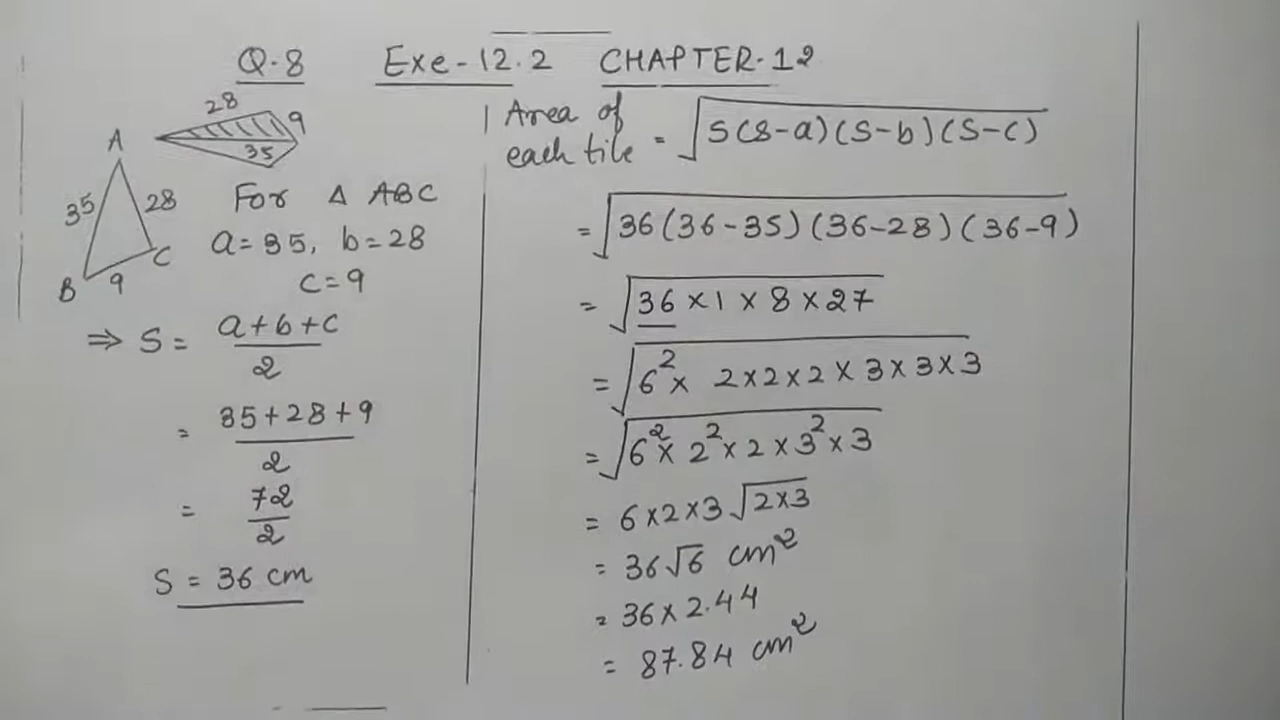 Q.8 Exe-12.2 CHAPTER-12
28
9
35
A
35
28
B
9
C
For Δ ABC
a=35, b=28
c=9
⇒ S = a+b+c / 2
= 35+28+9 / 2
= 72 / 2
S = 36 cm
Area of
each tile = √S(S-a)(S-b)(S-c)
= √36(36-35)(36-28)(36-9)
= √36×1×8×27
= √6²× 2×2×2×3×3×3
= √6²× 2²×2×3²×3
= 6×2×3√2×3
= 36√6 cm²
= 36×2.44
= 87.84 cm²